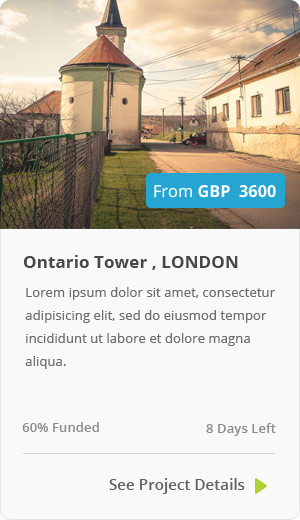 From GBP 3600
Ontario Tower , LONDON
Lorem ipsum dolor sit amet, consectetur
adipisicing elit, sed do eiusmod tempor
incididunt ut labore et dolore magna
aliqua.
60% Funded
8 Days Left
See Project Details